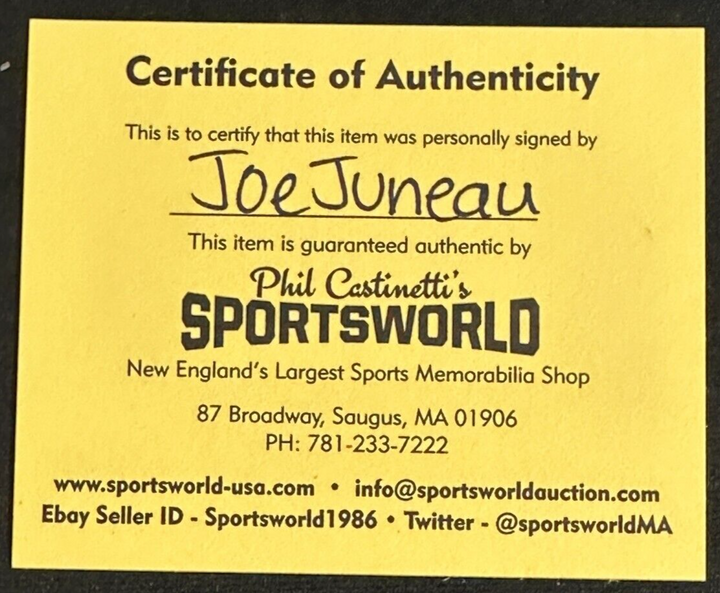 Certificate of Authenticity
This is to certify that this item was personally signed by
Joe Juneau
This item is guaranteed authentic by
Phil Castinetti's
SPORTSWORLD
New England's Largest Sports Memorabilia Shop
87 Broadway, Saugus, MA 01906
PH: 781-233-7222
www.sportsworld-usa.com • info@sportsworldauction.com
Ebay Seller ID - Sportsworld1986 • Twitter - @sportsworldMA